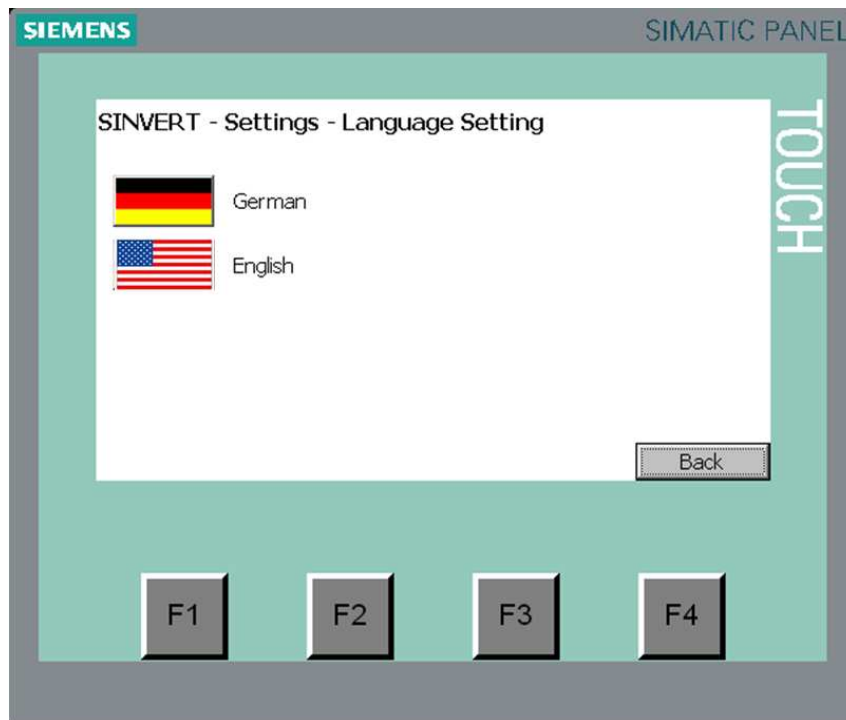 SIEMENS
SIMATIC PANEL
TOUCH
SINVERT - Settings - Language Setting
German
English
Back
F1
F2
F3
F4